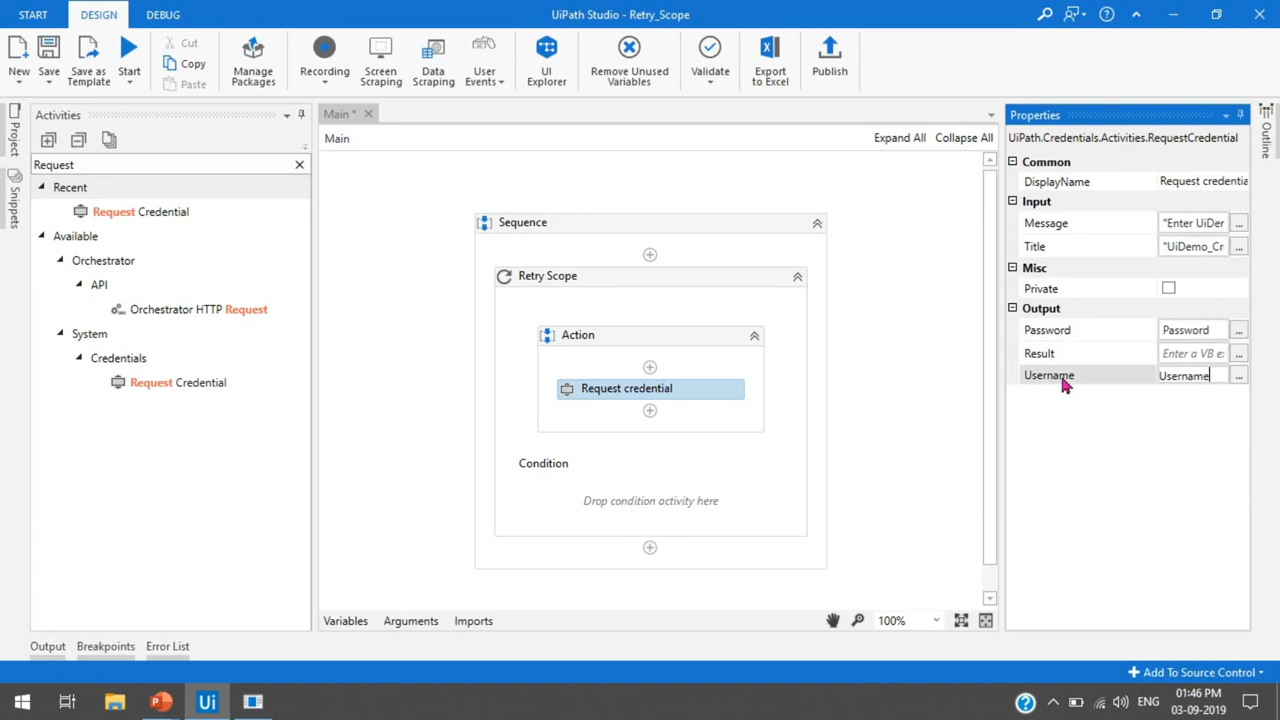 START
DESIGN
DEBUG
UiPath Studio - Retry_Scope
New
Save
Save as
Template
Start
Cut
Copy
Paste
Manage
Packages
Recording
Screen
Scraping
Data
Scraping
User
Events
UI
Explorer
Remove Unused
Variables
Validate
Export
to Excel
Publish
Project
Snippets
Activities
Request
Recent
Request Credential
Available
Orchestrator
API
Orchestrator HTTP Request
System
Credentials
Request Credential
Main *
Main
Expand All
Collapse All
Sequence
Retry Scope
Action
Request credential
Condition
Drop condition activity here
Variables
Arguments
Imports
100%
Properties
UiPath.Credentials.Activities.RequestCredential
Common
DisplayName
Request credentia
Input
Message
"Enter UiDer
...
Title
"UiDemo_Cr
...
Misc
Private
Output
Password
Password
...
Result
Enter a VB e
...
Username
Username
...
Outline
Output
Breakpoints
Error List
Add To Source Control
Ui
ENG
01:46 PM
03-09-2019